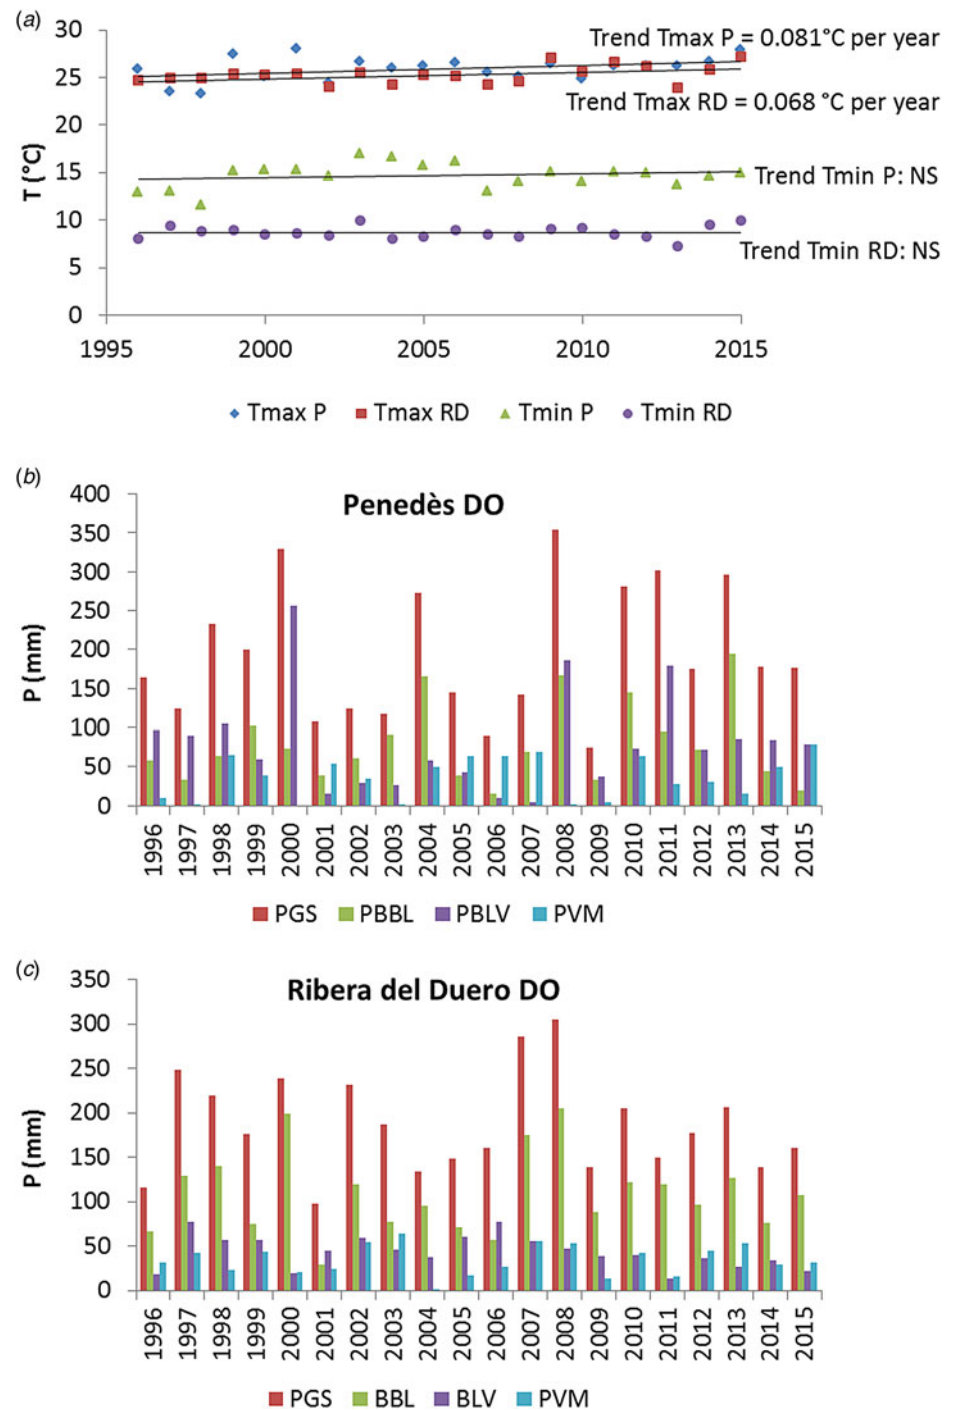 (a)
30
25
20
15
10
5
0
T (°C)
Trend Tmax P = 0.081°C per year
Trend Tmax RD = 0.068 °C per year
Trend Tmin P: NS
Trend Tmin RD: NS
1995 2000 2005 2010 2015
Tmax P Tmax RD Tmin P Tmin RD
(b)
Penedès DO
400
350
300
250
200
150
100
50
0
P (mm)
1996 1997 1998 1999 2000 2001 2002 2003 2004 2005 2006 2007 2008 2009 2010 2011 2012 2013 2014 2015
PGS PBBL PBLV PVM
(c)
Ribera del Duero DO
350
300
250
200
150
100
50
0
P (mm)
1996 1997 1998 1999 2000 2001 2002 2003 2004 2005 2006 2007 2008 2009 2010 2011 2012 2013 2014 2015
PGS BBL BLV PVM